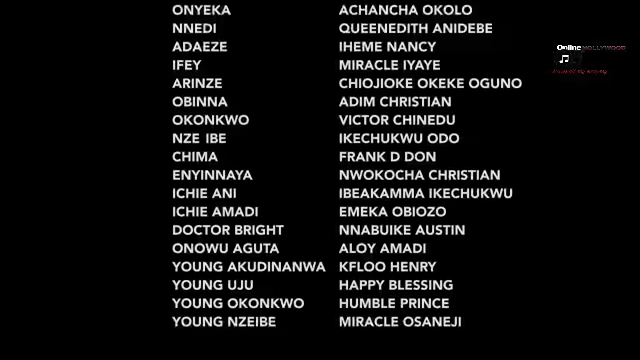 ONYEKA ACHANCHA OKOLO
NNEDI QUEENEDITH ANIDEBE
ADAEZE IHEME NANCY
IFEY MIRACLE IYAYE
ARINZE CHIOJIOKE OKEKE OGUNO
OBINNA ADIM CHRISTIAN
OKONKWO VICTOR CHINEDU
NZE IBE IKECHUKWU ODO
CHIMA FRANK D DON
ENYINNAYA NWOKOCHA CHRISTIAN
ICHIE ANI IBEAKAMMA IKECHUKWU
ICHIE AMADI EMEKA OBIOZO
DOCTOR BRIGHT NNABUIKE AUSTIN
ONOWU AGUTA ALOY AMADI
YOUNG AKUDINANWA KFLOO HENRY
YOUNG UJU HAPPY BLESSING
YOUNG OKONKWO HUMBLE PRINCE
YOUNG NZEIBE MIRACLE OSANEJI
Online NOLLYWOOD